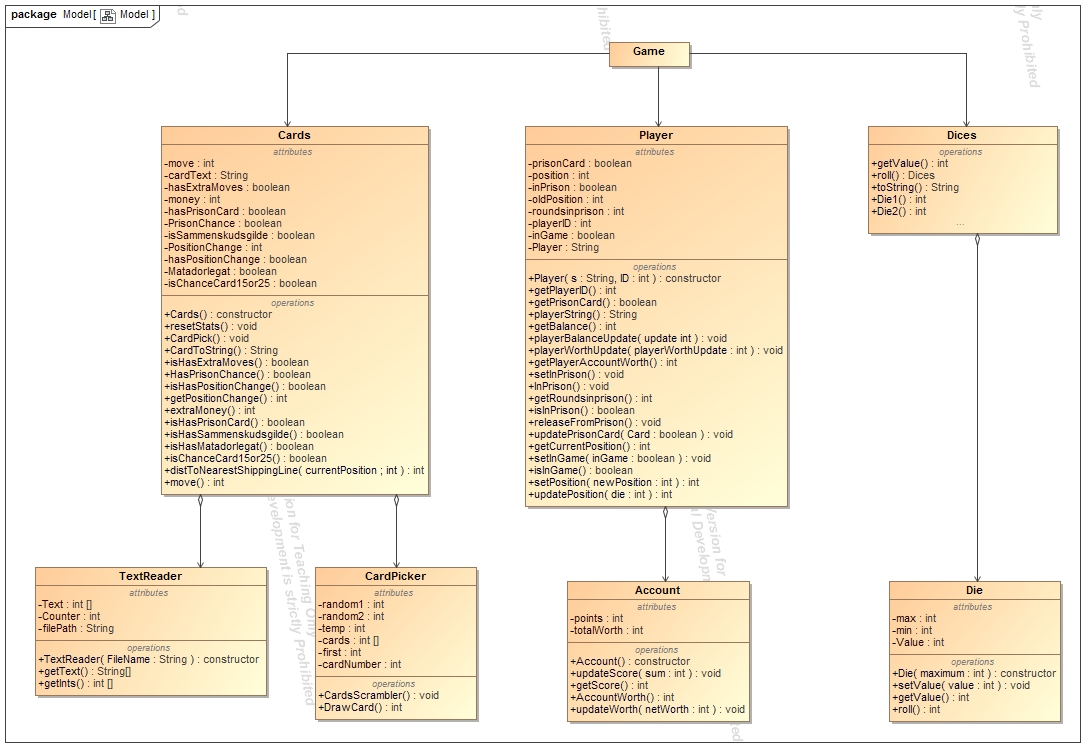 package Model [ Model ]
Game
Cards
attributes
-move : int
-cardText : String
-hasExtraMoves : boolean
-money : int
-hasPrisonCard : boolean
-PrisonChance : boolean
-isSammenskudsgilde : boolean
-PositionChange : int
-hasPositionChange : boolean
-Matadorlegat : boolean
-isChanceCard15or25 : boolean
operations
+Cards() : constructor
+resetStats() : void
+CardPick() : void
+CardToString() : String
+isHasExtraMoves() : boolean
+HasPrisonChance() : boolean
+isHasPositionChange() : boolean
+getPositionChange() : int
+extraMoney() : int
+isHasPrisonCard() : boolean
+isHasSammenskudsgilde() : boolean
+isHasMatadorlegat() : boolean
+isChanceCard15or25() : boolean
+distToNearestShippingLine( currentPosition ; int ) : int
+move() : int
Player
attributes
-prisonCard : boolean
-position : int
-inPrison : boolean
-oldPosition : int
-roundsinprison : int
-playerID : int
-inGame : boolean
-Player : String
operations
+Player( s : String, ID : int ) : constructor
+getPlayerID() : int
+getPrisonCard() : boolean
+playerString() : String
+getBalance() : int
+playerBalanceUpdate( update int ) : void
+playerWorthUpdate( playerWorthUpdate : int ) : void
+getPlayerAccountWorth() : int
+setInPrison() : void
+InPrison() : void
+getRoundsinprison() : int
+isInPrison() : boolean
+releaseFromPrison() : void
+updatePrisonCard( Card : boolean ) : void
+getCurrentPosition() : int
+setInGame( inGame : boolean ) : void
+isInGame() : boolean
+setPosition( newPosition : int ) : int
+updatePosition( die : int ) : int
Dices
operations
+getValue() : int
+roll() : Dices
+toString() : String
+Die1() : int
+Die2() : int
...
TextReader
attributes
-Text : int []
-Counter : int
-filePath : String
operations
+TextReader( FileName : String ) : constructor
+getText() : String[]
+getInts() : int []
CardPicker
attributes
-random1 : int
-random2 : int
-temp : int
-cards : int []
-first : int
-cardNumber : int
operations
+CardsScrambler() : void
+DrawCard() : int
Account
attributes
-points : int
-totalWorth : int
operations
+Account() : constructor
+updateScore( sum : int ) : void
+getScore() : int
+AccountWorth() : int
+updateWorth( netWorth : int ) : void
Die
attributes
-max : int
-min : int
-Value : int
operations
+Die( maximum : int ) : constructor
+setValue( value : int ) : void
+getValue() : int
+roll() : int